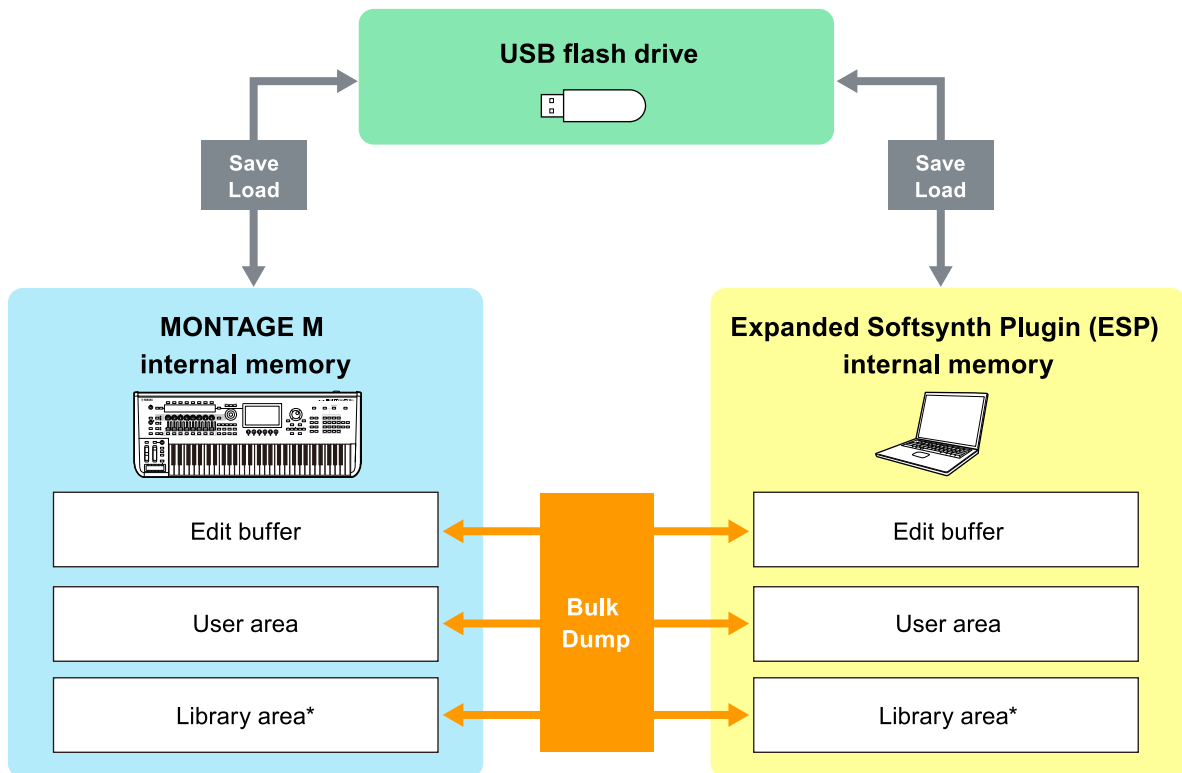 USB flash drive
Save
Load
Save
Load
MONTAGE M
internal memory
Expanded Softsynth Plugin (ESP)
internal memory
Edit buffer
Edit buffer
User area
Bulk
Dump
User area
Library area*
Library area*